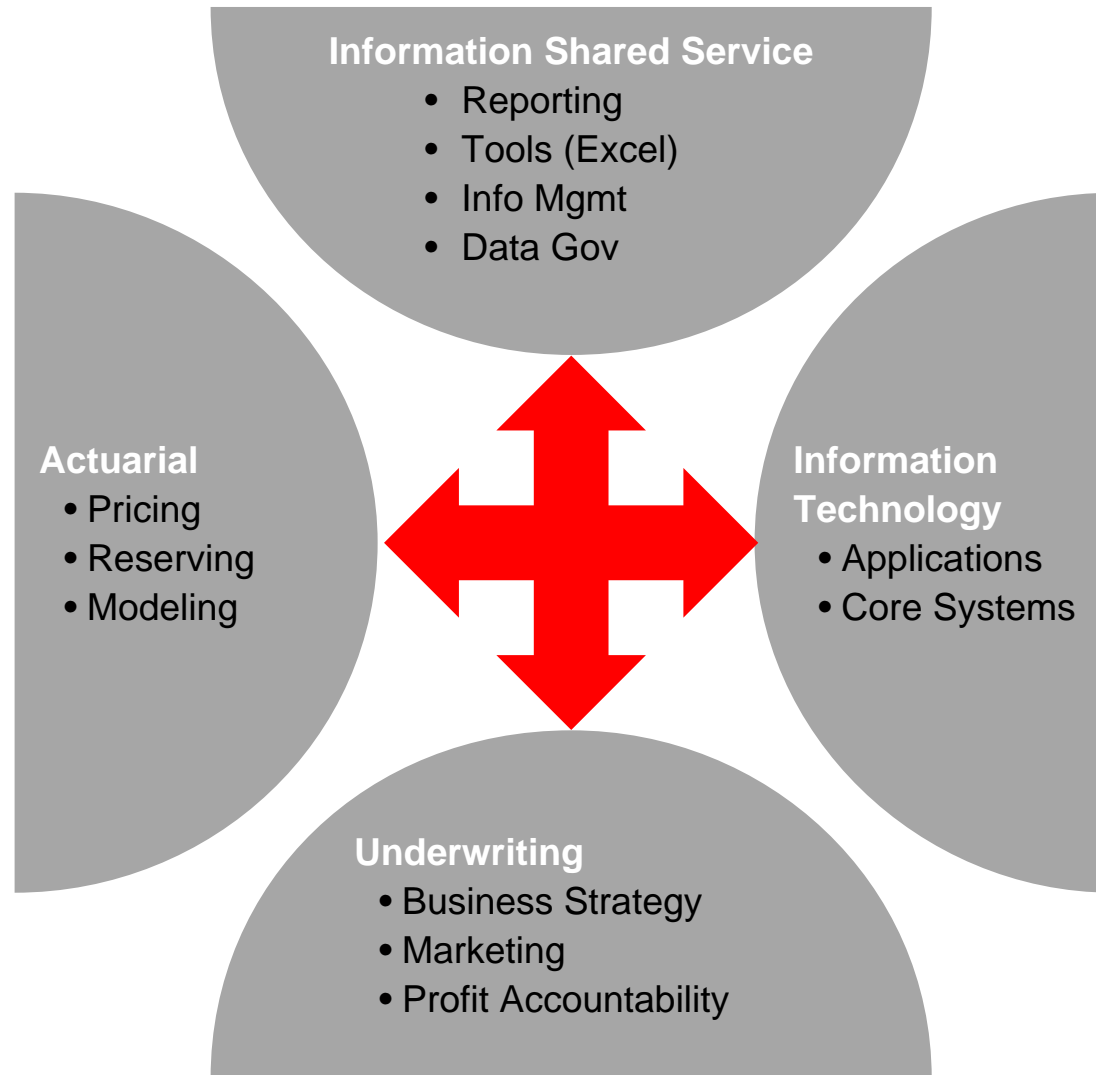 Information Shared Service
• Reporting
• Tools (Excel)
• Info Mgmt
• Data Gov
Actuarial
• Pricing
• Reserving
• Modeling
Information
Technology
• Applications
• Core Systems
Underwriting
• Business Strategy
• Marketing
• Profit Accountability